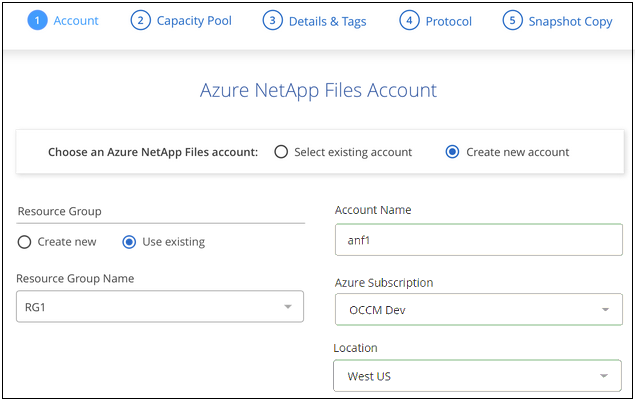 1 Account 2 Capacity Pool 3 Details & Tags 4 Protocol 5 Snapshot Copy
Azure NetApp Files Account
Choose an Azure NetApp Files account: Select existing account Create new account
Resource Group
Create new Use existing
Resource Group Name
RG1
Account Name
anf1
Azure Subscription
OCCM Dev
Location
West US